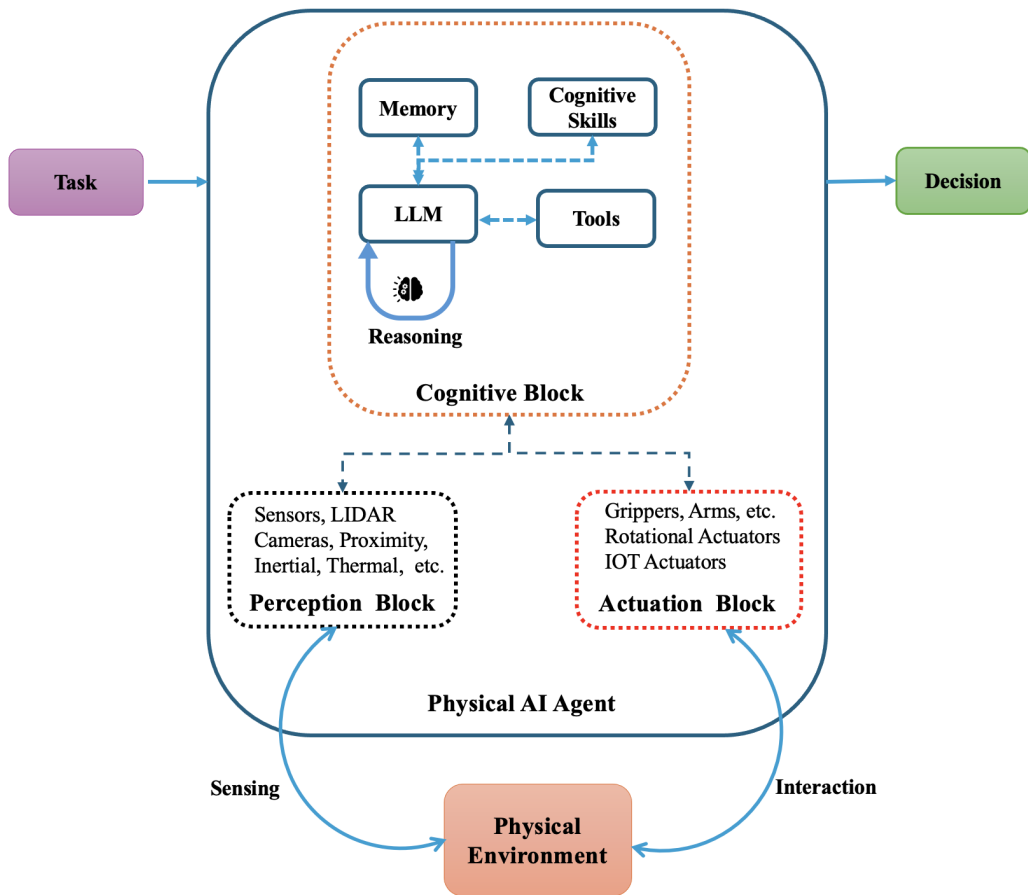 Memory
Cognitive
Skills
Task
LLM
Tools
Decision
Reasoning
Cognitive Block
Sensors, LIDAR
Cameras, Proximity,
Inertial, Thermal, etc.
Perception Block
Grippers, Arms, etc.
Rotational Actuators
IOT Actuators
Actuation Block
Physical AI Agent
Sensing
Interaction
Physical
Environment